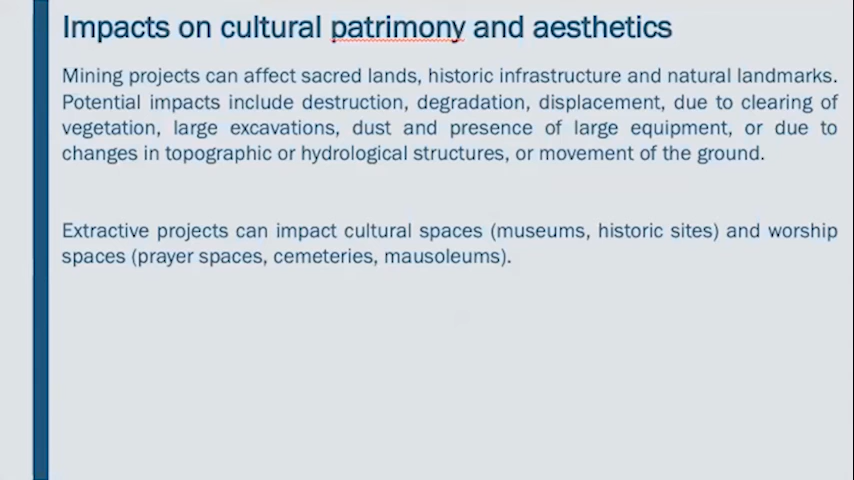 Impacts on cultural patrimony and aesthetics
Mining projects can affect sacred lands, historic infrastructure and natural landmarks.
Potential impacts include destruction, degradation, displacement, due to clearing of
vegetation, large excavations, dust and presence of large equipment, or due to
changes in topographic or hydrological structures, or movement of the ground.
Extractive projects can impact cultural spaces (museums, historic sites) and worship
spaces (prayer spaces, cemeteries, mausoleums).